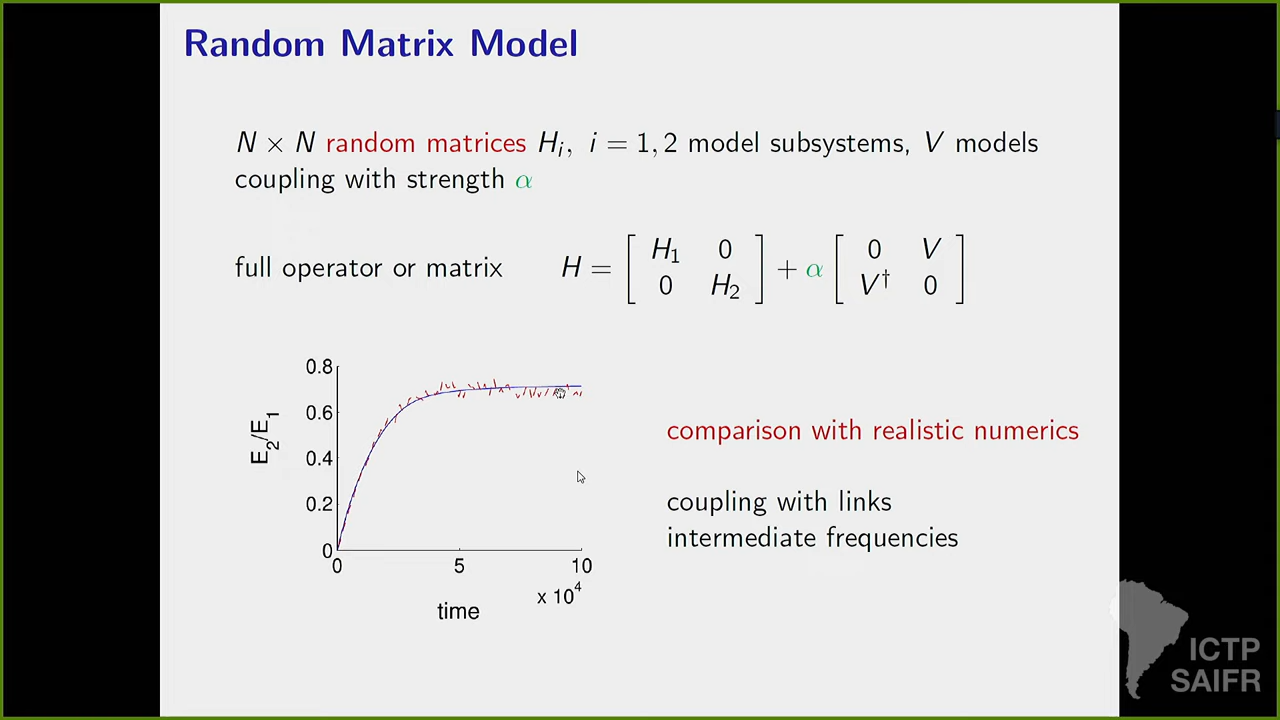 Random Matrix Model
N × N random matrices H_i, i = 1, 2 model subsystems, V models
coupling with strength α
full operator or matrix H = [ H_1 0 ; 0 H_2 ] + α [ 0 V ; V† 0 ]
0.8
0.6
0.4
0.2
0
E_2/E_1
0 5 10
x 10^4
time
comparison with realistic numerics
coupling with links
intermediate frequencies
ICTP
SAIFR